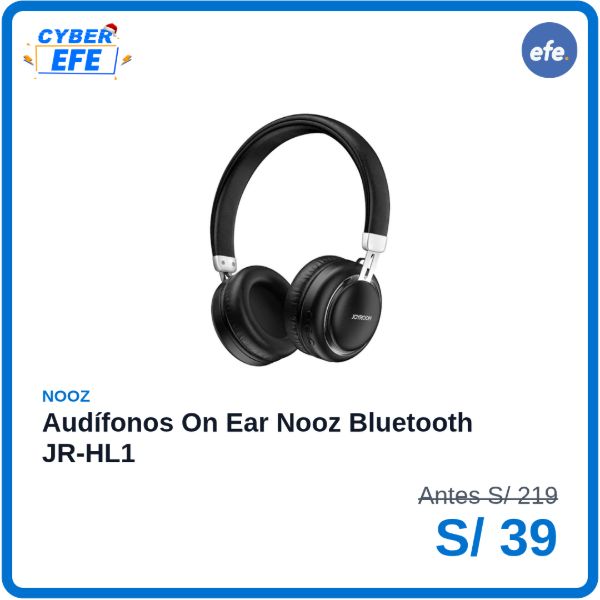 CYBER
EFE
efe.
JOYROOM
NOOZ
Audífonos On Ear Nooz Bluetooth
JR-HL1
Antes S/ 219
S/ 39